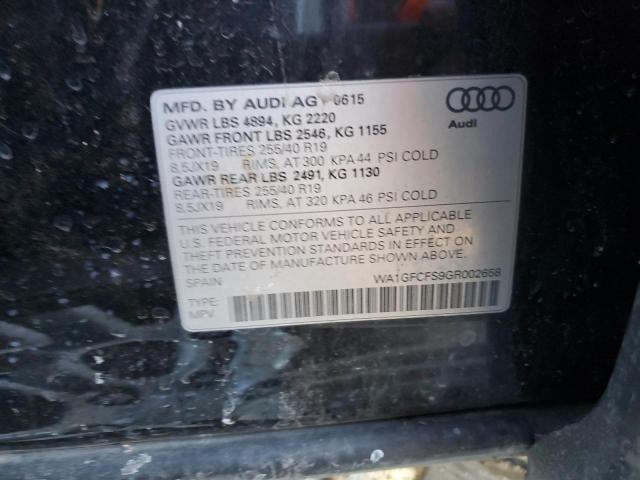 MFD. BY AUDI AG 0615
GVWR LBS 4894, KG 2220
GAWR FRONT LBS 2546, KG 1155
FRONT-TIRES 255/40 R19
8.5JX19 RIMS, AT 300 KPA 44 PSI COLD
GAWR REAR LBS 2491, KG 1130
REAR-TIRES 255/40 R19
8.5JX19 RIMS, AT 320 KPA 46 PSI COLD
Audi
THIS VEHICLE CONFORMS TO ALL APPLICABLE
U.S. FEDERAL MOTOR VEHICLE SAFETY AND
THEFT PREVENTION STANDARDS IN EFFECT ON
THE DATE OF MANUFACTURE SHOWN ABOVE.
SPAIN
WA1GFCFS9GR002658
TYPE:
MPV